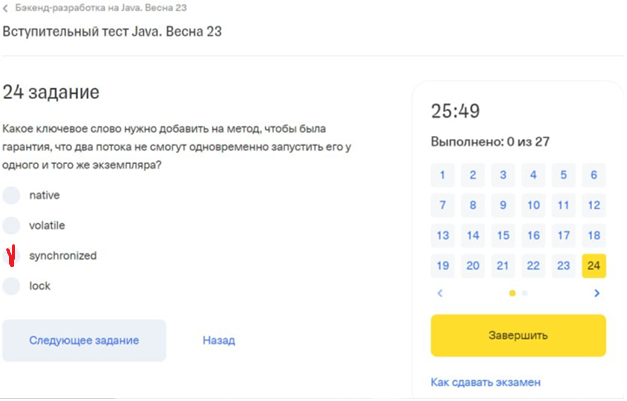 Бэкенд-разработка на Java. Весна 23
Вступительный тест Java. Весна 23
24 задание
Какое ключевое слово нужно добавить на метод, чтобы была
гарантия, что два потока не смогут одновременно запустить его у
одного и того же экземпляра?
native
volatile
synchronized
lock
Следующее задание Назад
25:49
Выполнено: 0 из 27
1 2 3 4 5 6
7 8 9 10 11 12
13 14 15 16 17 18
19 20 21 22 23 24
Завершить
Как сдавать экзамен